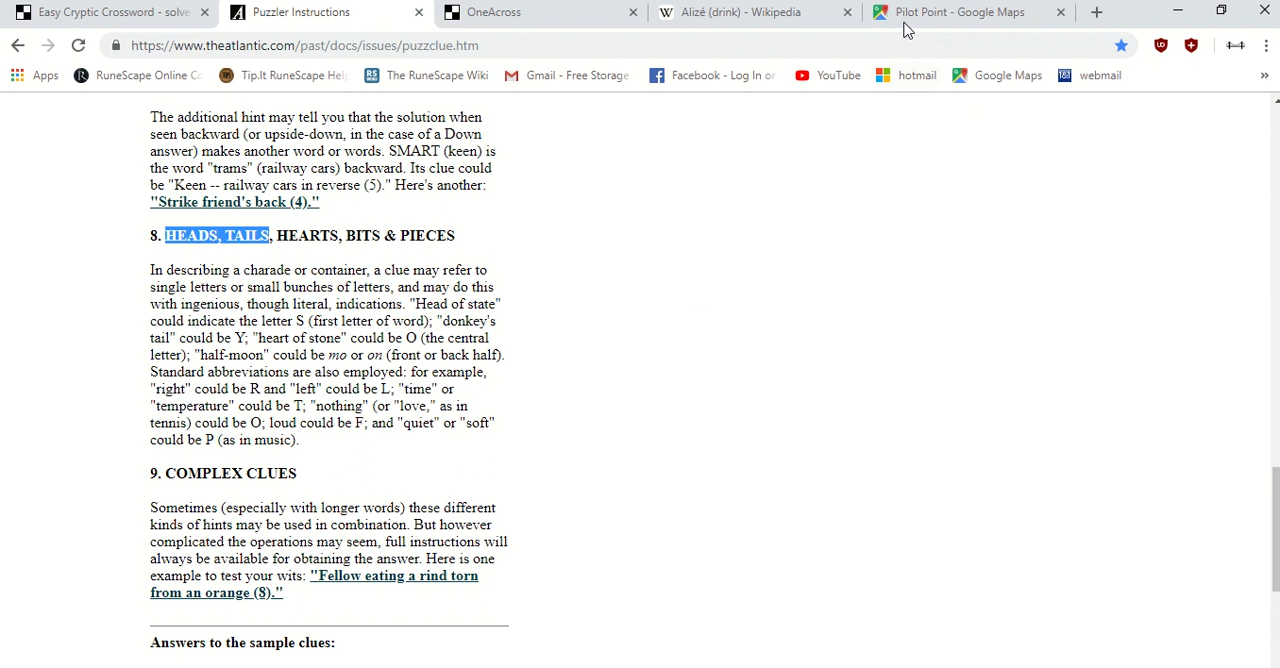 Easy Cryptic Crossword - solve
Puzzler Instructions
OneAcross
Alizé (drink) - Wikipedia
Pilot Point - Google Maps
https://www.theatlantic.com/past/docs/issues/puzzclue.htm
Apps
RuneScape Online Co
Tip.It RuneScape Hel
The RuneScape Wiki
Gmail - Free Storage
Facebook - Log In or
YouTube
hotmail
Google Maps
webmail
The additional hint may tell you that the solution when
seen backward (or upside-down, in the case of a Down
answer) makes another word or words. SMART (keen) is
the word "trams" (railway cars) backward. Its clue could
be "Keen -- railway cars in reverse (5)." Here's another:
"Strike friend's back (4)."
8. HEADS, TAILS, HEARTS, BITS & PIECES
In describing a charade or container, a clue may refer to
single letters or small bunches of letters, and may do this
with ingenious, though literal, indications. "Head of state"
could indicate the letter S (first letter of word); "donkey's
tail" could be Y; "heart of stone" could be O (the central
letter); "half-moon" could be mo or on (front or back half).
Standard abbreviations are also employed: for example,
"right" could be R and "left" could be L; "time" or
"temperature" could be T; "nothing" (or "love," as in
tennis) could be O; loud could be F; and "quiet" or "soft"
could be P (as in music).
9. COMPLEX CLUES
Sometimes (especially with longer words) these different
kinds of hints may be used in combination. But however
complicated the operations may seem, full instructions will
always be available for obtaining the answer. Here is one
example to test your wits: "Fellow eating a rind torn
from an orange (8)."
Answers to the sample clues: